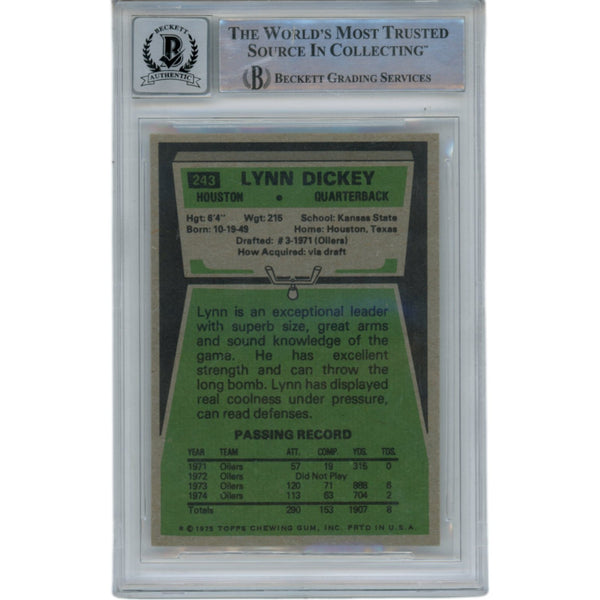 BECKETT
B
AUTHENTIC
THE WORLD'S MOST TRUSTED
SOURCE IN COLLECTING™
B BECKETT GRADING SERVICES
243 LYNN DICKEY
HOUSTON • QUARTERBACK
Hgt: 6'4" Wgt: 215 School: Kansas State
Born: 10-19-49 Home: Houston, Texas
Drafted: #3-1971 (Oilers)
How Acquired: via draft
Lynn is an exceptional leader
with superb size, great arms
and sound knowledge of the
game. He has excellent
strength and can throw the
long bomb. Lynn has displayed
real coolness under pressure,
can read defenses.
PASSING RECORD
YEAR TEAM ATT. COMP. YDS. TDS.
1971 Oilers 57 19 315 0
1972 Oilers Did Not Play
1973 Oilers 120 71 888 6
1974 Oilers 113 63 704 2
Totals 290 153 1907 8
© 1975 TOPPS CHEWING GUM, INC. PRTD IN U.S.A.